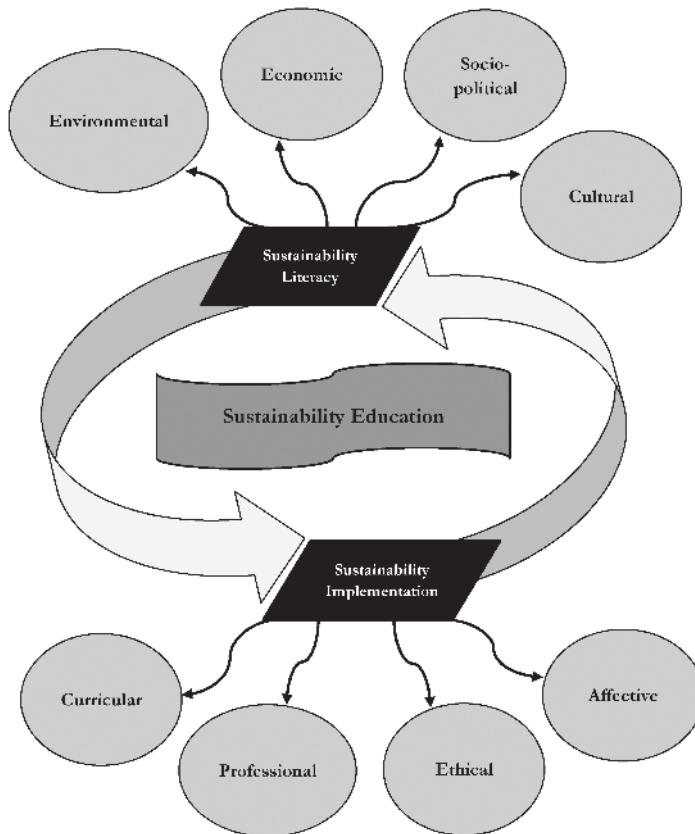 Environmental
Economic
Socio-
political
Cultural
Sustainability
Literacy
Sustainability Education
Sustainability
Implementation
Curricular
Professional
Ethical
Affective